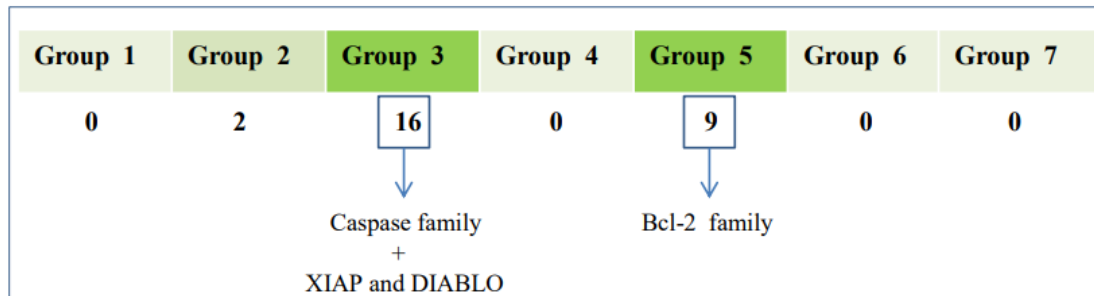 Group 1 Group 2 Group 3 Group 4 Group 5 Group 6 Group 7
0 2 16 0 9 0 0
Caspase family Bcl-2 family
+
XIAP and DIABLO